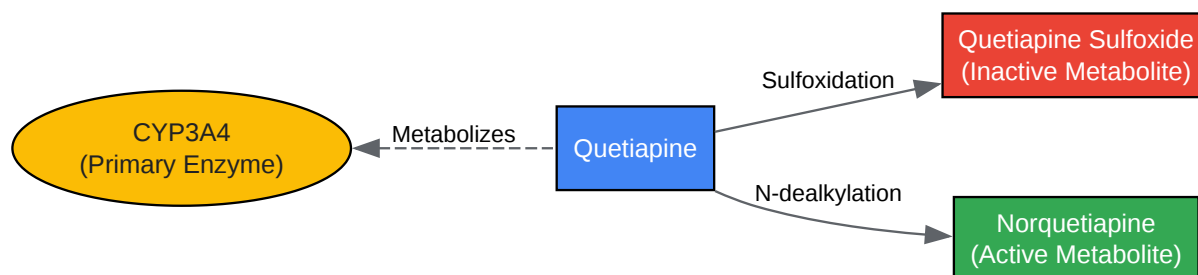 CYP3A4
(Primary Enzyme)
Metabolizes
Quetiapine
Sulfoxidation
Quetiapine Sulfoxide
(Inactive Metabolite)
N-dealkylation
Norquetiapine
(Active Metabolite)